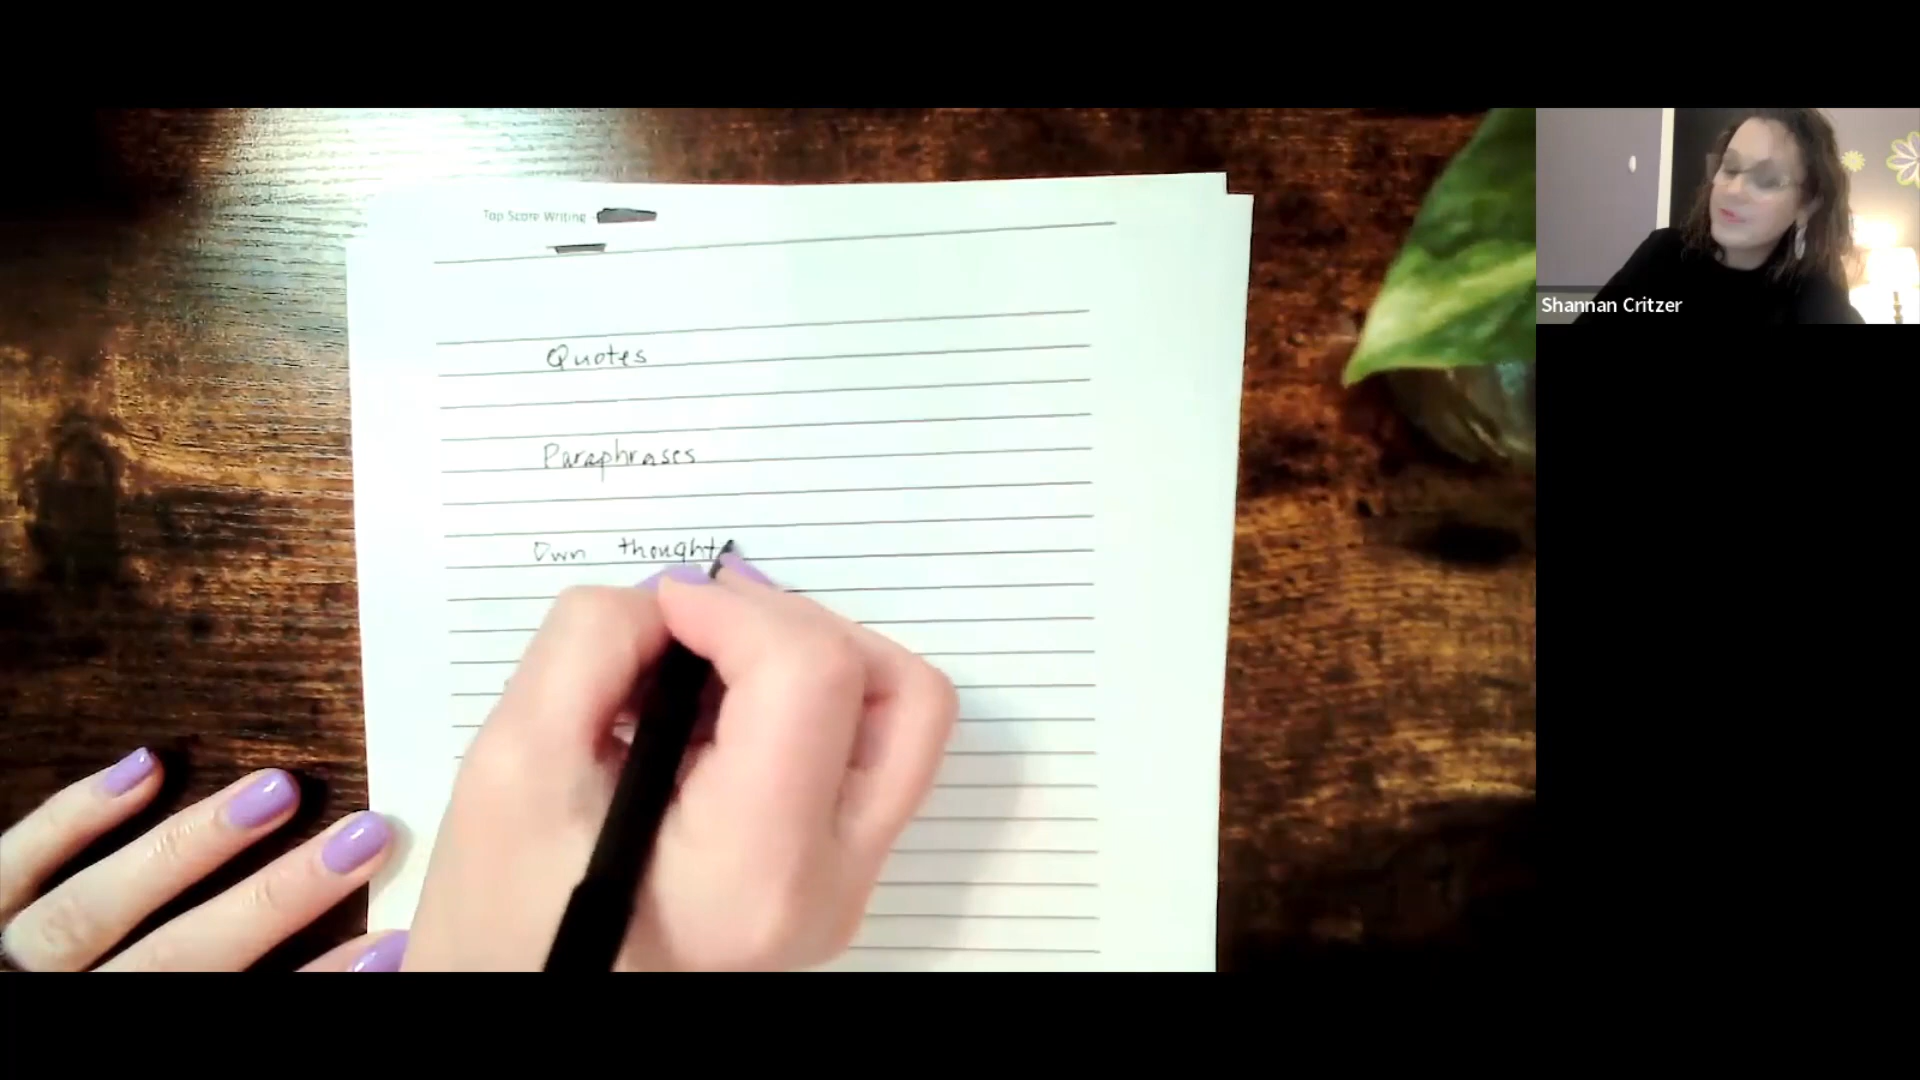 Top Score Writing
Quotes
Paraphrases
Own thought
Shannan Critzer